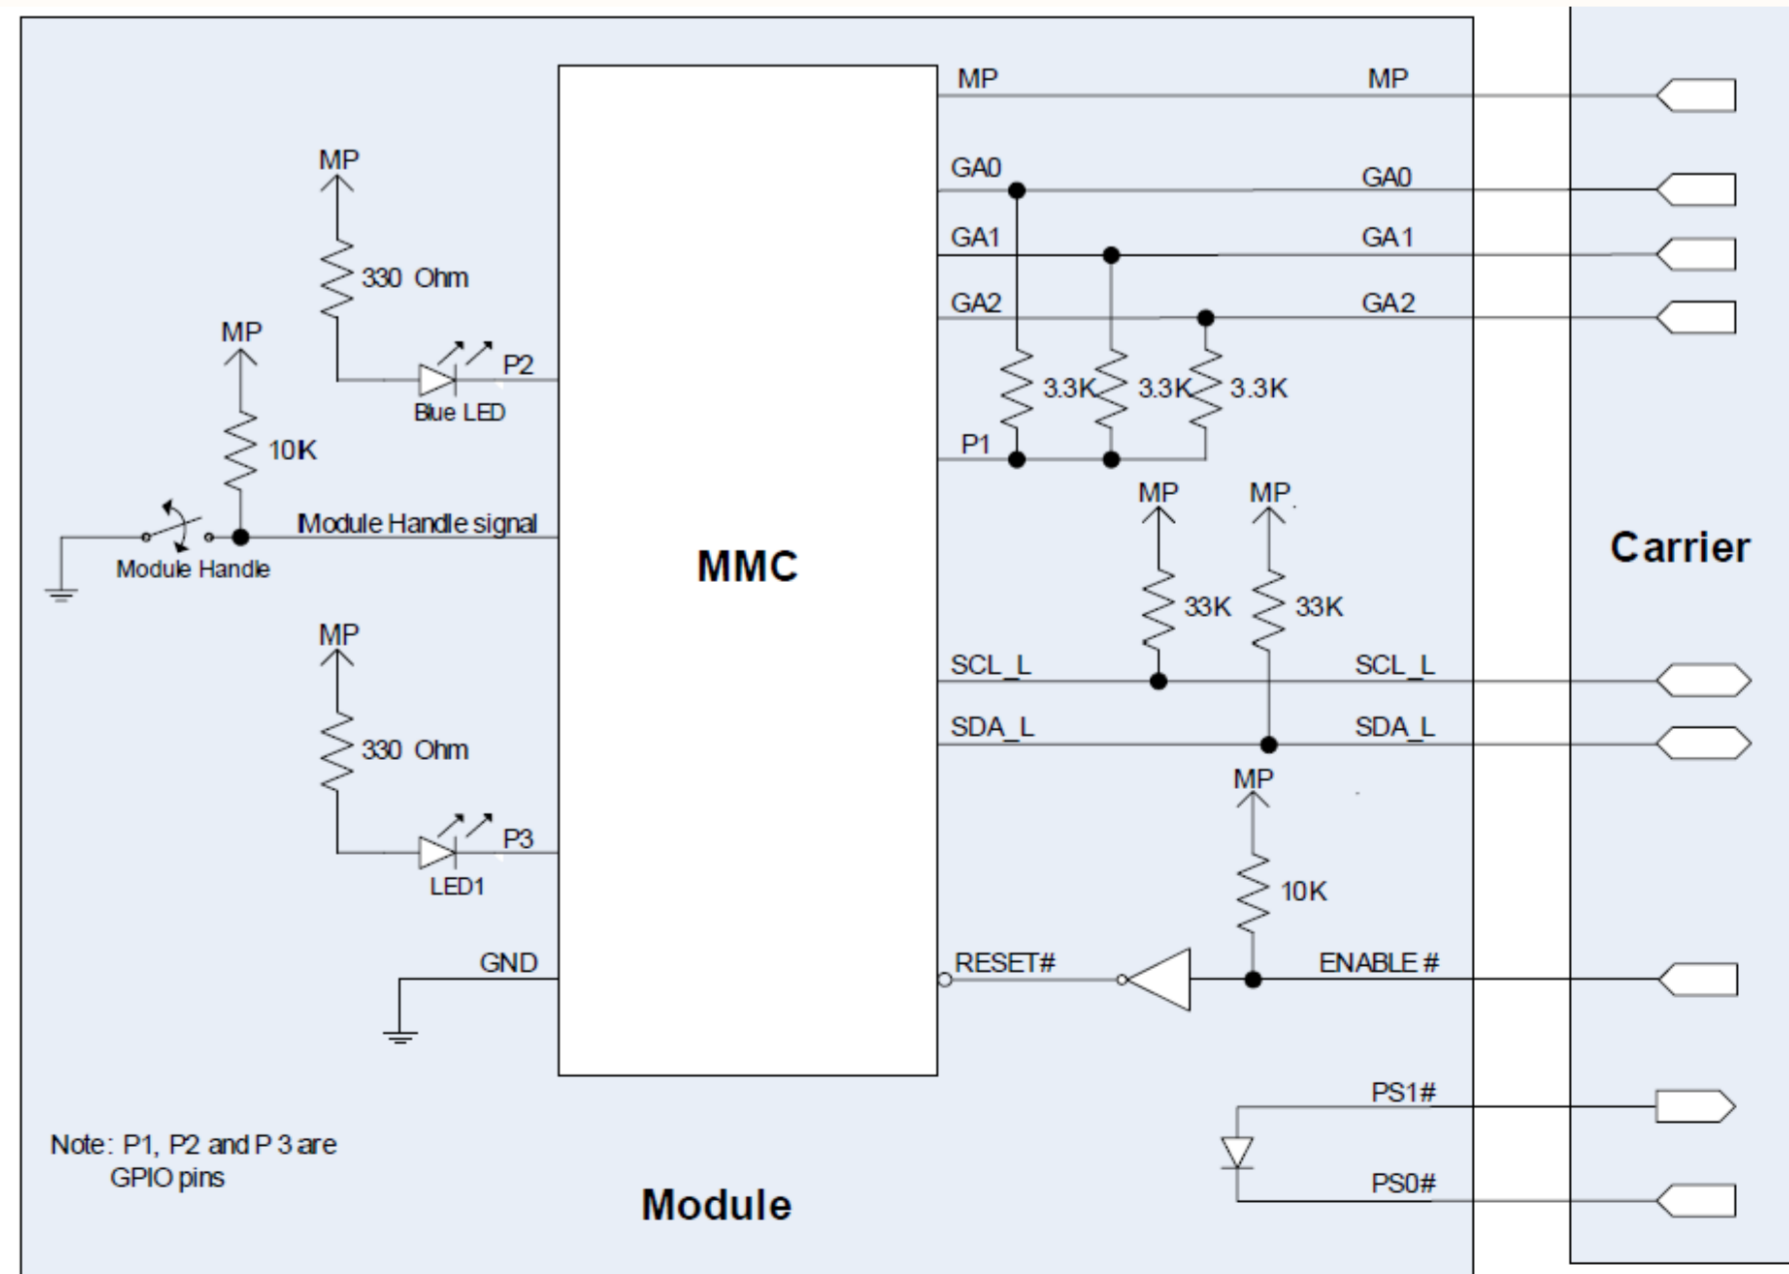 MP
MP
GA0
GA0
GA1
GA1
GA2
GA2
MP
330 Ohm
MP
P2
Blue LED
10K
3.3K
3.3K
3.3K
P1
Module Handle signal
Module Handle
MMC
MP
MP
33K
33K
Carrier
SCL_L
SCL_L
SDA_L
SDA_L
MP
330 Ohm
P3
LED1
MP
10K
GND
RESET#
ENABLE #
PS1#
PS0#
Note: P1, P2 and P 3 are
GPIO pins
Module